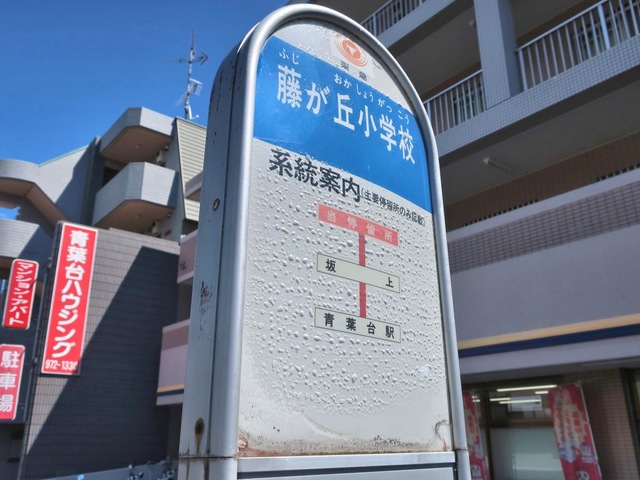 東急
ふじ おか しょう がっ こう
藤が丘小学校
系統案内(主要停留所のみ記載)
当停留所
坂上
青葉台駅
青葉台ハウジング
972-1330
マンション・アパート
駐車場